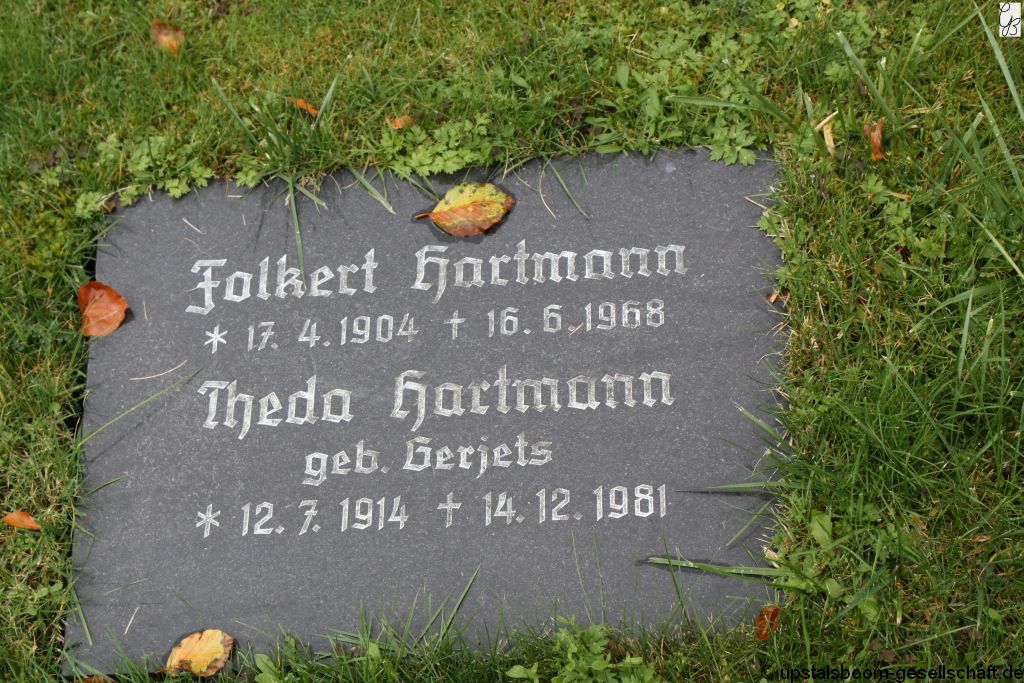 Folkert Hartmann
* 17. 4. 1904 † 16. 6. 1968
Theda Hartmann
geb. Gerjets
* 12. 7. 1914 † 14. 12. 1981
© upstalsboom-gesellschaft.de